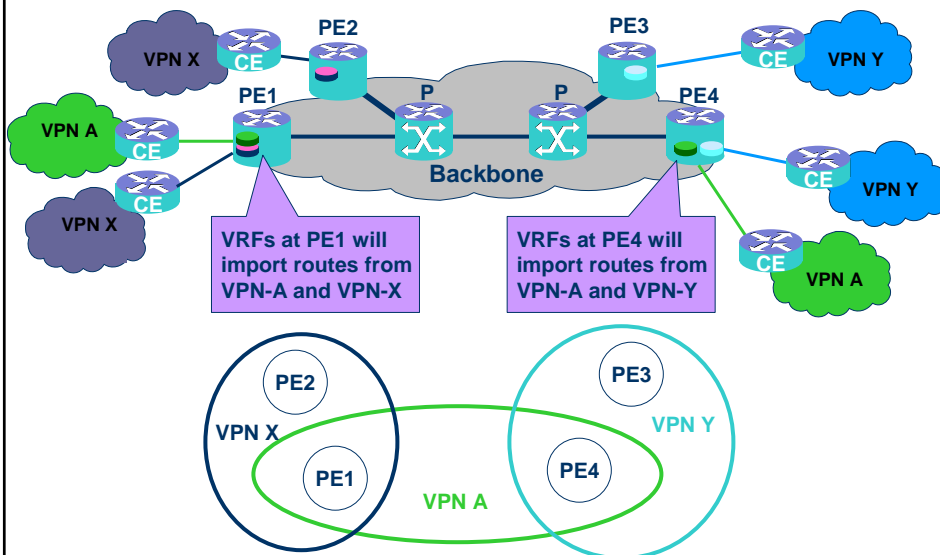 PE2
PE3
VPN X
CE
CE
VPN Y
PE1
P
P
PE4
VPN A
CE
Backbone
CE
VPN Y
CE
VPN X
CE
VPN A
VRFs at PE1 will
import routes from
VPN-A and VPN-X
VRFs at PE4 will
import routes from
VPN-A and VPN-Y
PE2
PE3
VPN X
VPN Y
PE1
PE4
VPN A